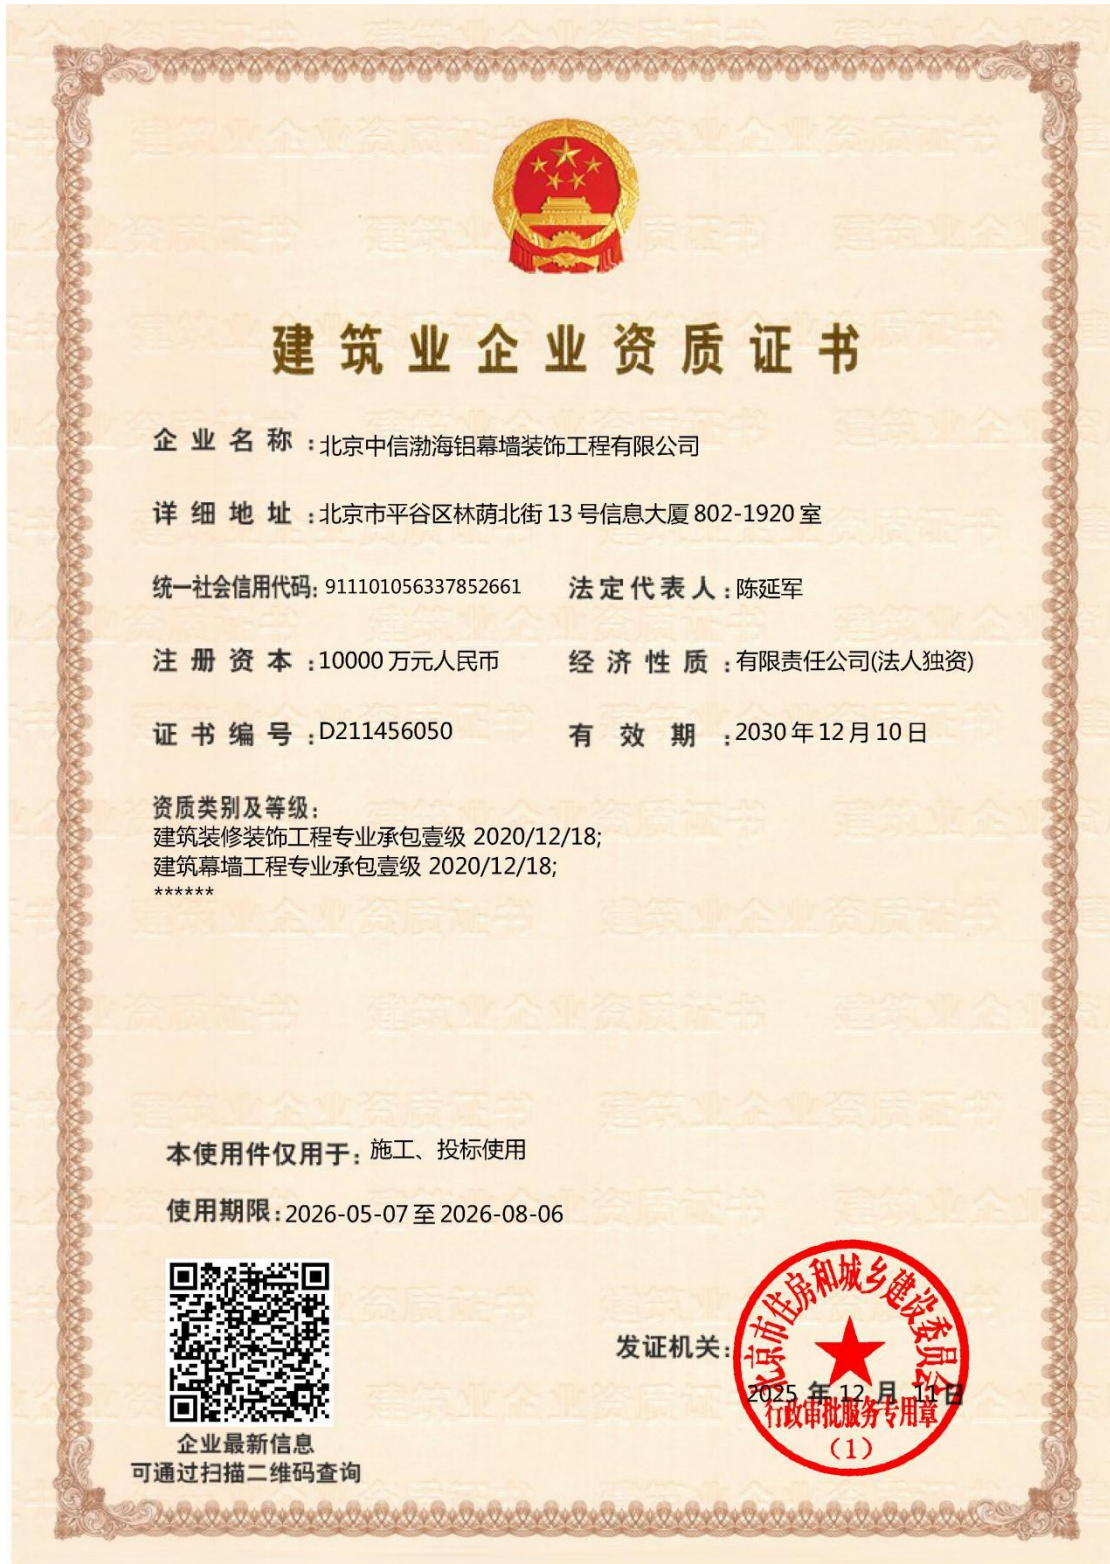 建筑业企业资质证书
企业名称:北京中信渤海铝幕墙装饰工程有限公司
详细地址:北京市平谷区林荫北街13号信息大厦802-1920室
统一社会信用代码:911101056337852661 法定代表人:陈延军
注册资本:10000万元人民币 经济性质:有限责任公司(法人独资)
证书编号:D211456050 有效期:2030年12月10日
资质类别及等级:
建筑装修装饰工程专业承包壹级 2020/12/18;
建筑幕墙工程专业承包壹级 2020/12/18;
******
本使用件仅用于:施工、投标使用
使用期限:2026-05-07至2026-08-06
发证机关:
北京市住房和城乡建设委员会
2025年12月11日
行政审批服务专用章
(1)
企业最新信息
可通过扫描二维码查询